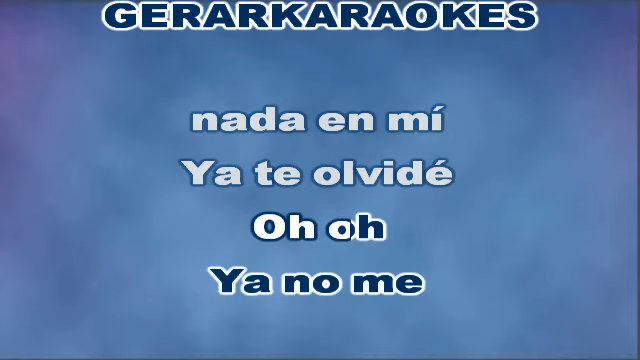 GERARKARAOKES
nada en mí
Ya te olvidé
Oh oh
Ya no me